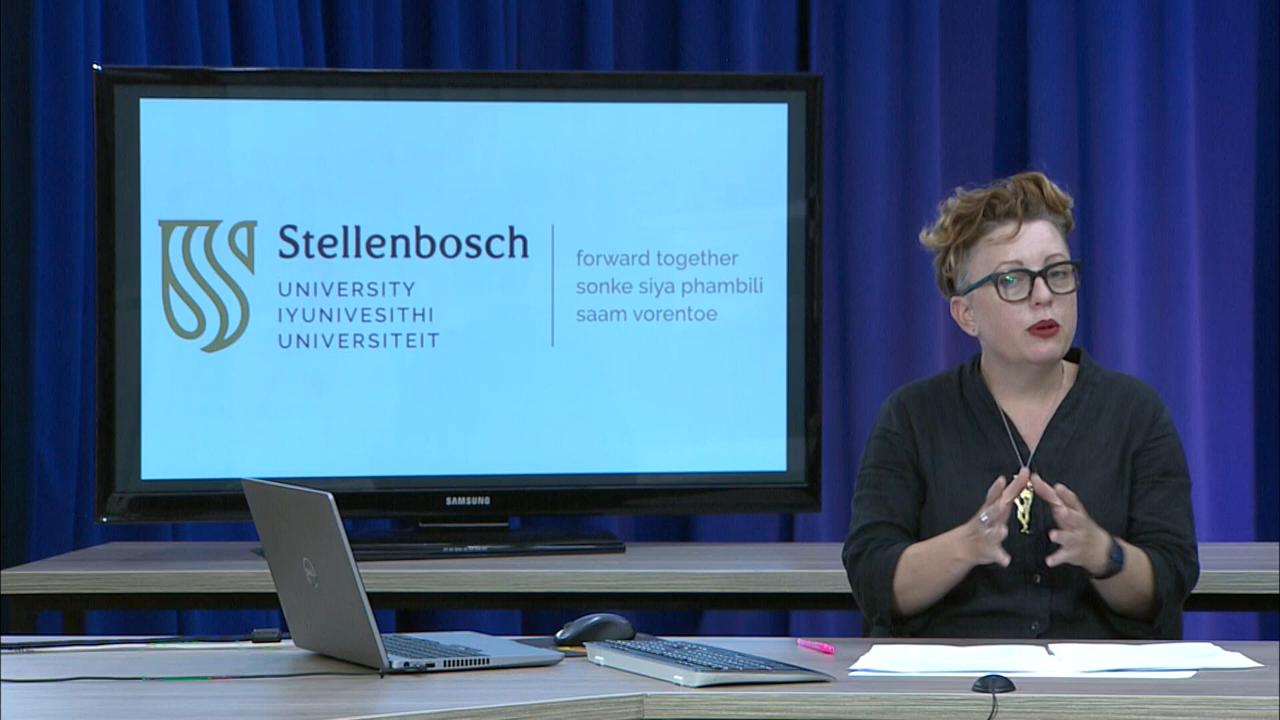 Stellenbosch
UNIVERSITY
IYUNIVESITHI
UNIVERSITEIT
forward together
sonke siya phambili
saam vorentoe
SAMSUNG